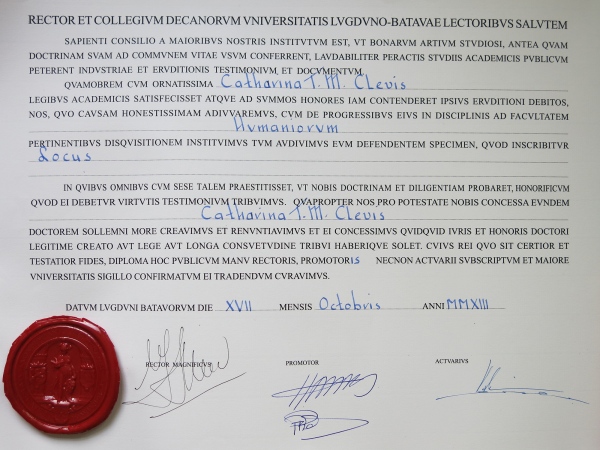 RECTOR ET COLLEGIVM DECANORVM VNIVERSITATIS LVGDVNO-BATAVAE LECTORIBVS SALVTEM
SAPIENTI CONSILIO A MAIORIBVS NOSTRIS INSTITVTVM EST, VT BONARVM ARTIVM STVDIOSI, ANTEA QVAM
DOCTRINAM SVAM AD COMMVNEM VITAE VSVM CONFERRENT, LAVDABILITER PERACTIS STVDIIS ACADEMICIS PVBLICVM
PETERENT INDVSTRIAE ET ERVDITIONIS TESTIMONIVM ET DOCVMENTVM.
QVAMOBREM CVM ORNATISSIMA Catharina T.M. Clevis
LEGIBVS ACADEMICIS SATISFECISSET ATQVE AD SVMMOS HONORES IAM CONTENDERET IPSIVS ERVDITIONI DEBITOS,
NOS, QVO CAVSAM HONESTISSIMAM ADIVVAREMVS, CVM DE PROGRESSIBVS EIVS IN DISCIPLINIS AD FACVLTATEM
Hvmaniorvm
PERTINENTIBVS DISQVISITIONEM INSTITVIMVS TVM AVDIVIMVS EVM DEFENDENTEM SPECIMEN, QVOD INSCRIBITVR
Locus
IN QVIBVS OMNIBVS CVM SESE TALEM PRAESTITISSET, VT NOBIS DOCTRINAM ET DILIGENTIAM PROBARET, HONORIFICVM
QVOD EI DEBETVR VIRTVTIS TESTIMONIVM TRIBVIMVS. QVAPROPTER NOS PRO POTESTATE NOBIS CONCESSA EVNDEM
Catharina T.M. Clevis
DOCTOREM SOLLEMNI MORE CREAVIMVS ET RENVNTIAVIMVS ET EI CONCESSIMVS QVIDQVID IVRIS ET HONORIS DOCTORI
LEGITIME CREATO AVT LEGE AVT LONGA CONSVETVDINE TRIBVI HABERIQVE SOLET. CVIVS REI QVO SIT CERTIOR ET
TESTATIOR FIDES, DIPLOMA HOC PVBLICVM MANV RECTORIS, PROMOTORIS NECNON ACTVARII SVBSCRIPTVM ET MAIORE
VNIVERSITATIS SIGILLO CONFIRMATVM EI TRADENDVM CVRAVIMVS.
DATVM LVGDVNI BATAVORVM DIE XVII MENSIS Octobris ANNI MMXIII
RECTOR MAGNIFICVS PROMOTOR ACTVARIVS